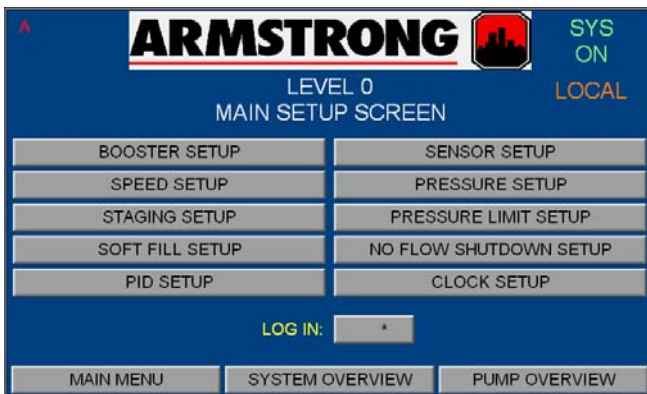 A
ARMSTRONG
SYS
ON
LEVEL 0
LOCAL
MAIN SETUP SCREEN
BOOSTER SETUP
SENSOR SETUP
SPEED SETUP
PRESSURE SETUP
STAGING SETUP
PRESSURE LIMIT SETUP
SOFT FILL SETUP
NO FLOW SHUTDOWN SETUP
PID SETUP
CLOCK SETUP
LOG IN: *
MAIN MENU
SYSTEM OVERVIEW
PUMP OVERVIEW